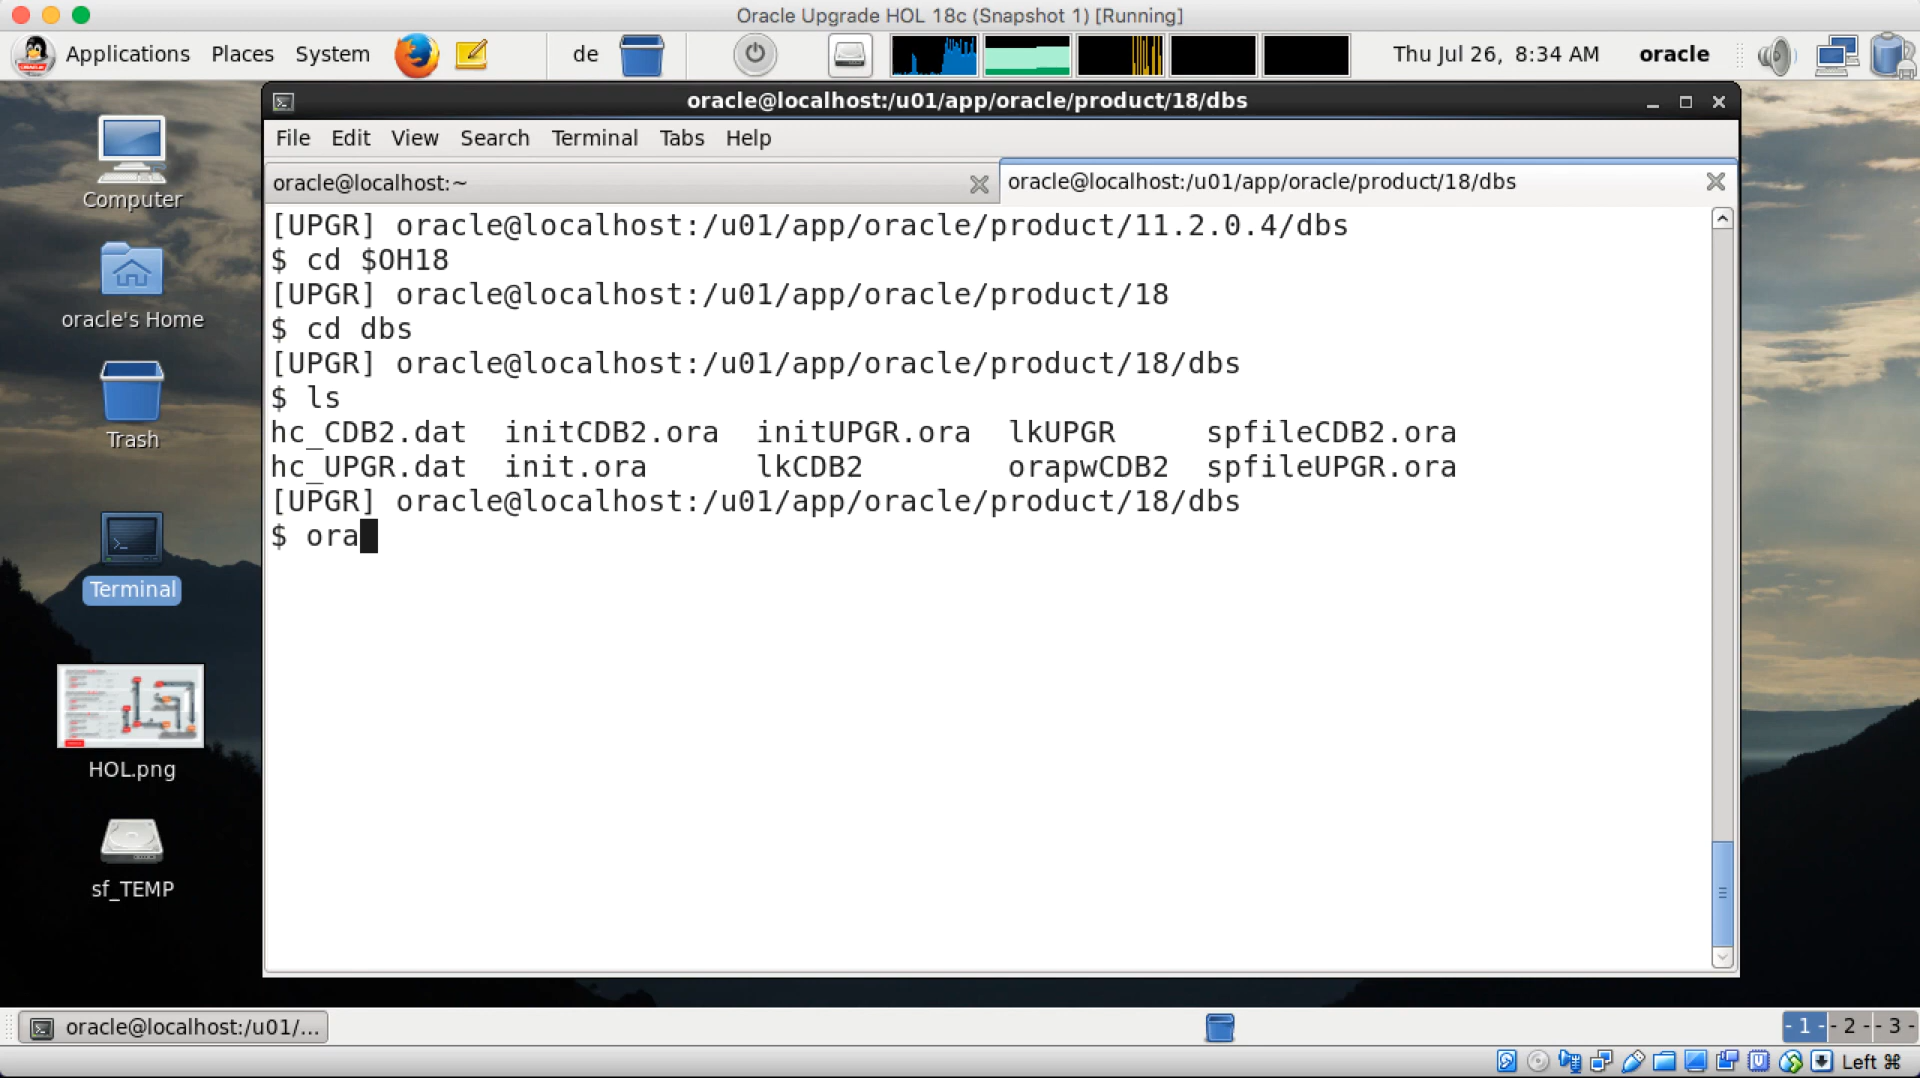 Oracle Upgrade HOL 18c (Snapshot 1) [Running]
Applications Places System de Thu Jul 26, 8:34 AM oracle
oracle@localhost:/u01/app/oracle/product/18/dbs
File Edit View Search Terminal Tabs Help
oracle@localhost:~ oracle@localhost:/u01/app/oracle/product/18/dbs
[UPGR] oracle@localhost:/u01/app/oracle/product/11.2.0.4/dbs
$ cd $OH18
[UPGR] oracle@localhost:/u01/app/oracle/product/18
$ cd dbs
[UPGR] oracle@localhost:/u01/app/oracle/product/18/dbs
$ ls
hc_CDB2.dat initCDB2.ora initUPGR.ora lkUPGR spfileCDB2.ora
hc_UPGR.dat init.ora lkCDB2 orapwCDB2 spfileUPGR.ora
[UPGR] oracle@localhost:/u01/app/oracle/product/18/dbs
$ ora
Computer
oracle's Home
Trash
Terminal
HOL.png
sf_TEMP
oracle@localhost:/u01/... - 1 - - 2 - - 3 -
Left ⌘